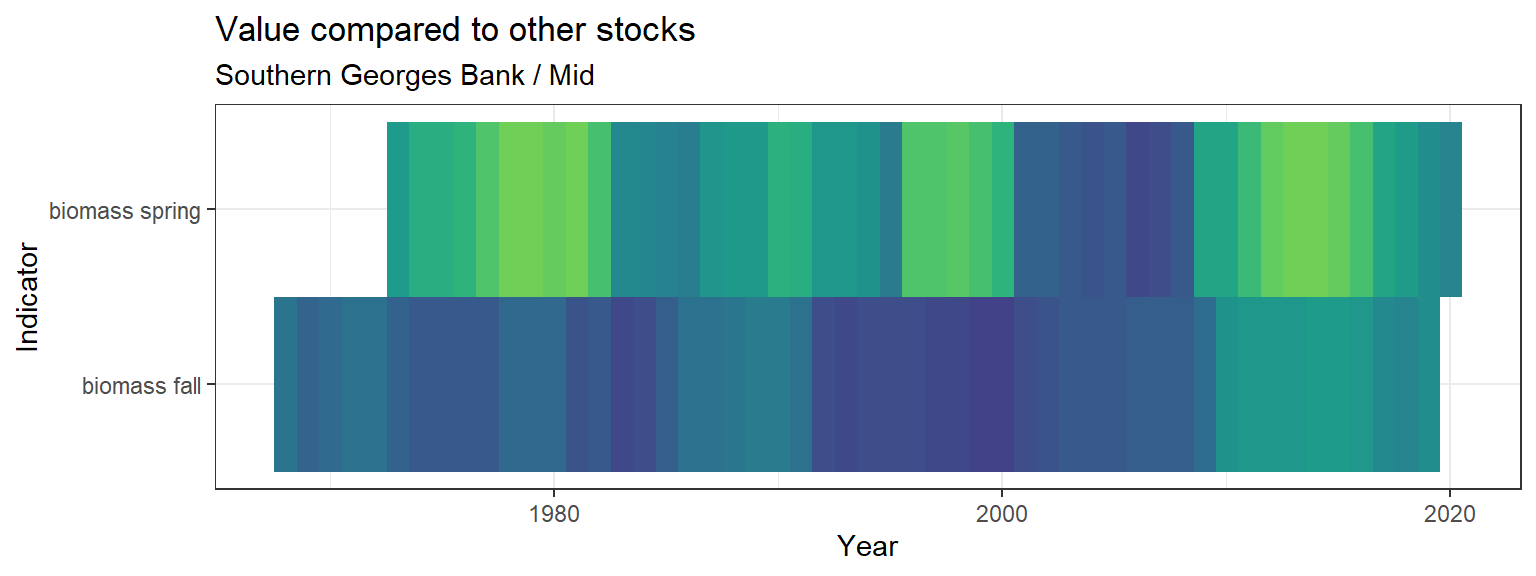 Value compared to other stocks
Southern Georges Bank / Mid
Indicator
biomass spring
biomass fall
1980 2000 2020
Year